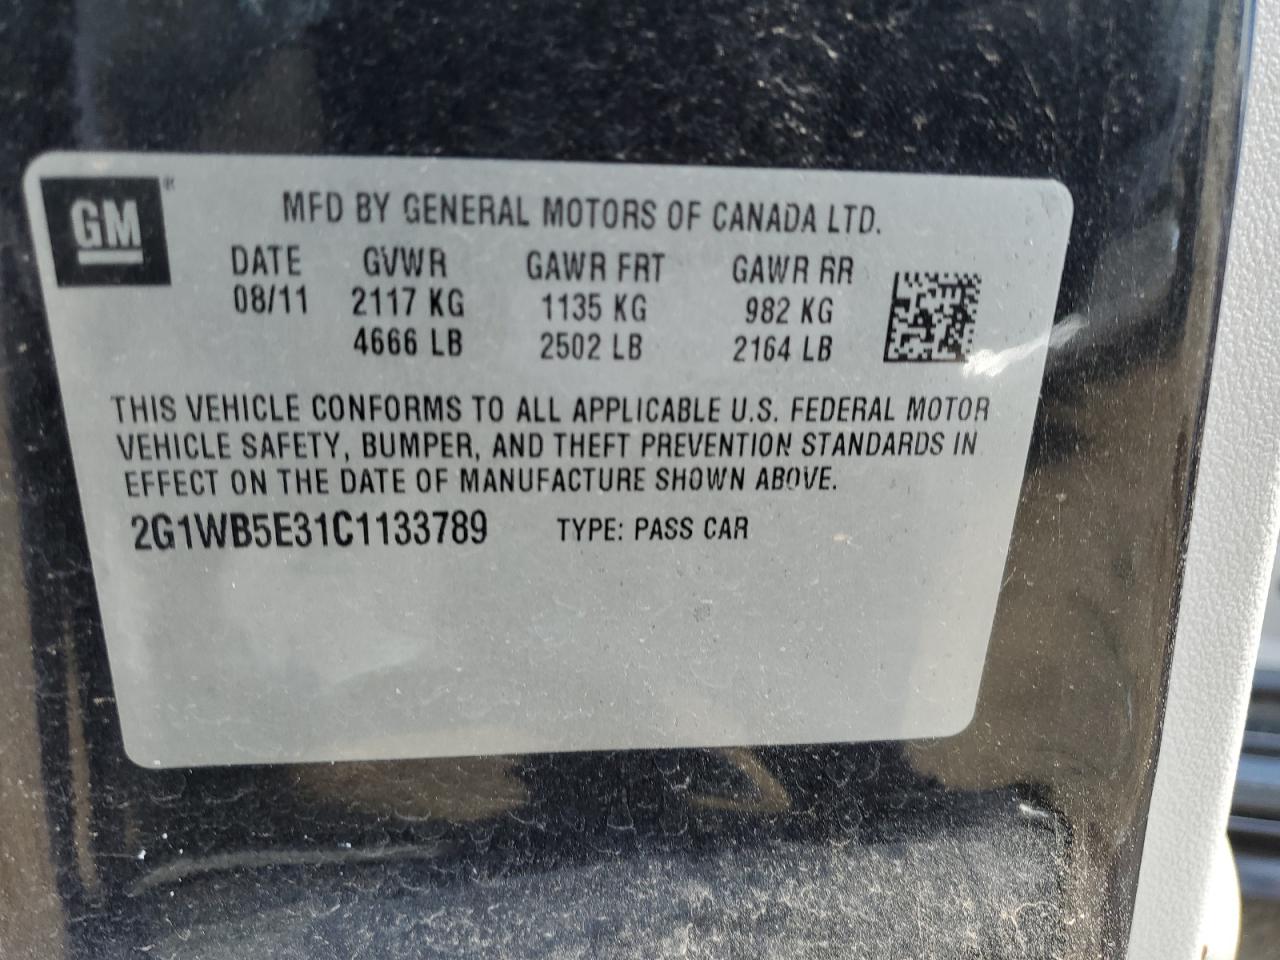 GM®
MFD BY GENERAL MOTORS OF CANADA LTD.
DATE GVWR GAWR FRT GAWR RR
08/11 2117 KG 1135 KG 982 KG
4666 LB 2502 LB 2164 LB
THIS VEHICLE CONFORMS TO ALL APPLICABLE U.S. FEDERAL MOTOR
VEHICLE SAFETY, BUMPER, AND THEFT PREVENTION STANDARDS IN
EFFECT ON THE DATE OF MANUFACTURE SHOWN ABOVE.
2G1WB5E31C1133789 TYPE: PASS CAR